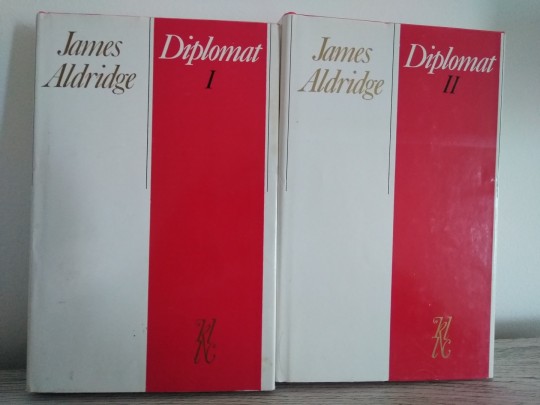 James
Aldridge
Diplomat
I
James
Aldridge
Diplomat
II